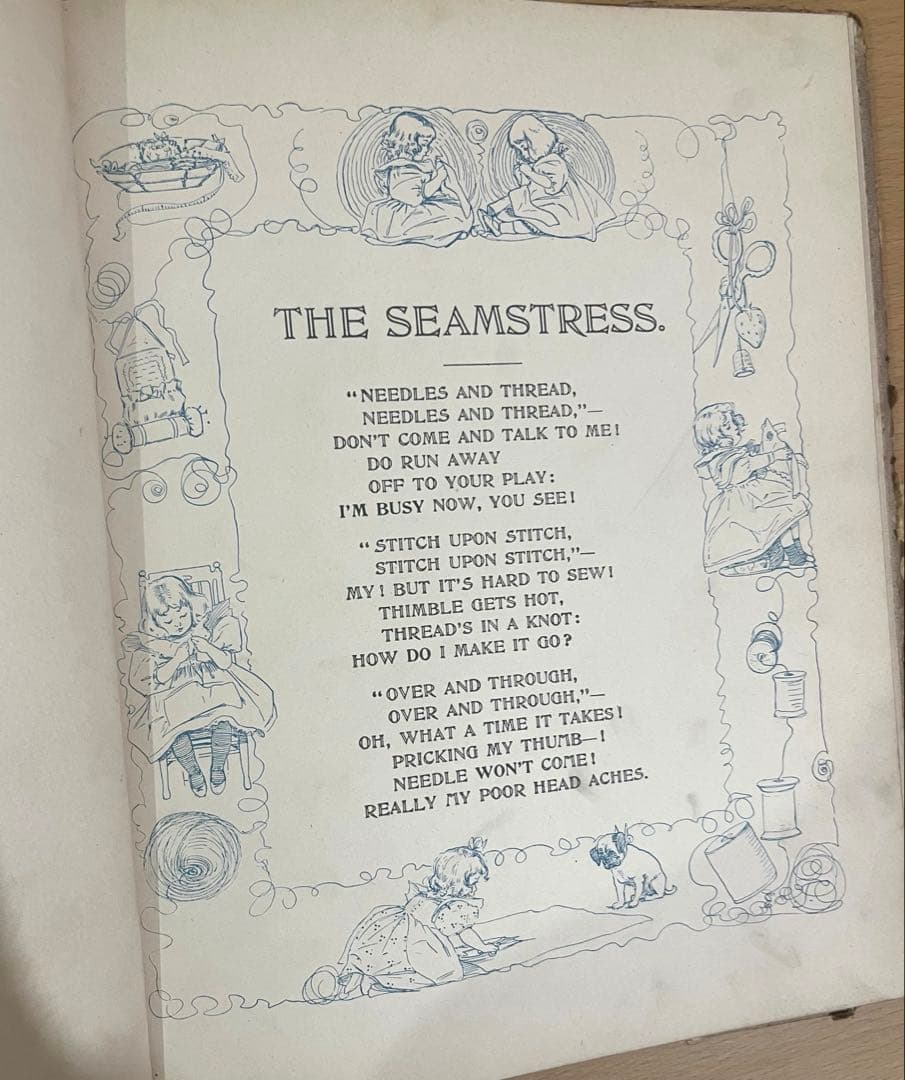 THE SEAMSTRESS.
"NEEDLES AND THREAD,
NEEDLES AND THREAD,"—
DON'T COME AND TALK TO ME!
DO RUN AWAY
OFF TO YOUR PLAY:
I'M BUSY NOW, YOU SEE!
"STITCH UPON STITCH,
STITCH UPON STITCH,"—
MY! BUT IT'S HARD TO SEW!
THIMBLE GETS HOT,
THREAD'S IN A KNOT:
HOW DO I MAKE IT GO?
"OVER AND THROUGH,
OVER AND THROUGH,"—
OH, WHAT A TIME IT TAKES!
PRICKING MY THUMB—!
NEEDLE WON'T COME!
REALLY MY POOR HEAD ACHES.